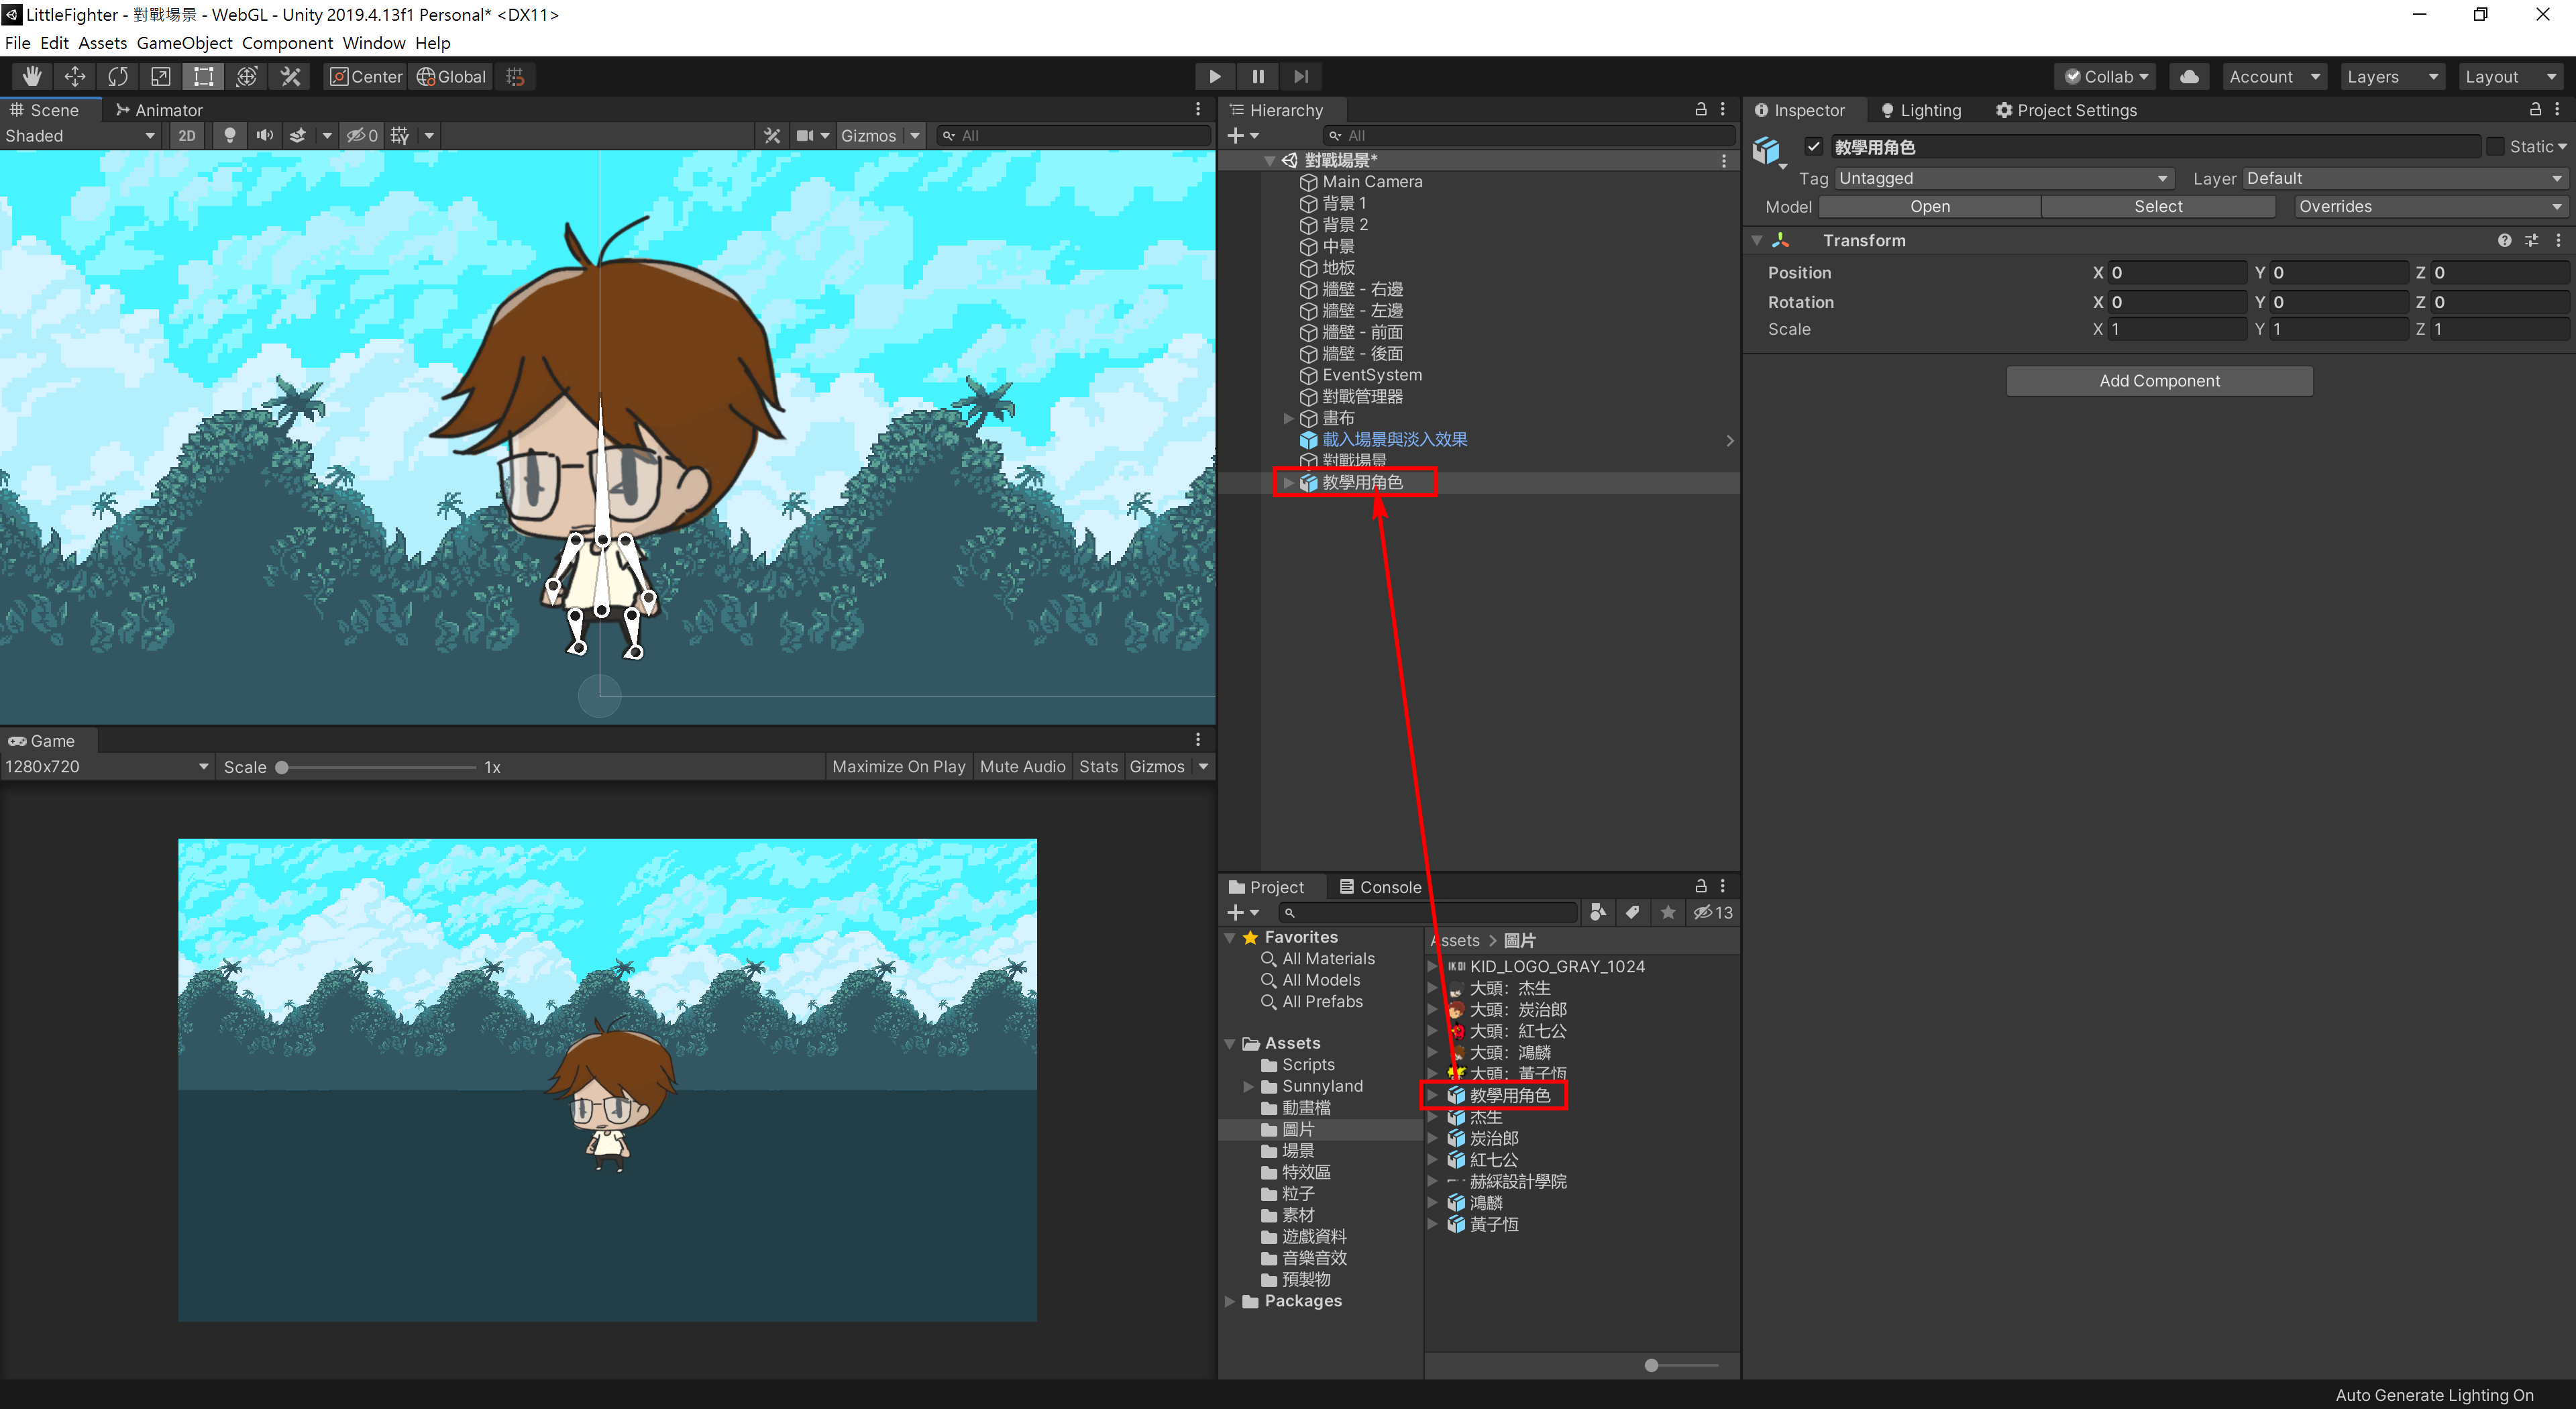 LittleFighter - 對戰場景 - WebGL - Unity 2019.4.13f1 Personal* <DX11>
File Edit Assets GameObject Component Window Help
Center Global
Collab Account Layers Layout
Scene Animator
Shaded 2D 0 Gizmos All
Hierarchy
All
對戰場景*
Main Camera
背景 1
背景 2
中景
地板
牆壁 - 右邊
牆壁 - 左邊
牆壁 - 前面
牆壁 - 後面
EventSystem
對戰管理器
畫布
載入場景與淡入效果
對戰場景
教學用角色
Inspector Lighting Project Settings
教學用角色 Static
Tag Untagged Layer Default
Model Open Select Overrides
Transform
Position X 0 Y 0 Z 0
Rotation X 0 Y 0 Z 0
Scale X 1 Y 1 Z 1
Add Component
Game
1280x720 Scale 1x Maximize On Play Mute Audio Stats Gizmos
Project Console
13
Favorites
All Materials
All Models
All Prefabs
Assets
Scripts
Sunnyland
動畫檔
圖片
場景
特效區
粒子
素材
遊戲資料
音樂音效
預製物
Packages
Assets > 圖片
KID_LOGO_GRAY_1024
大頭：杰生
大頭：炭治郎
大頭：紅七公
大頭：鴻麟
大頭：黃子恆
教學用角色
杰生
炭治郎
紅七公
赫綵設計學院
鴻麟
黃子恆
Auto Generate Lighting On